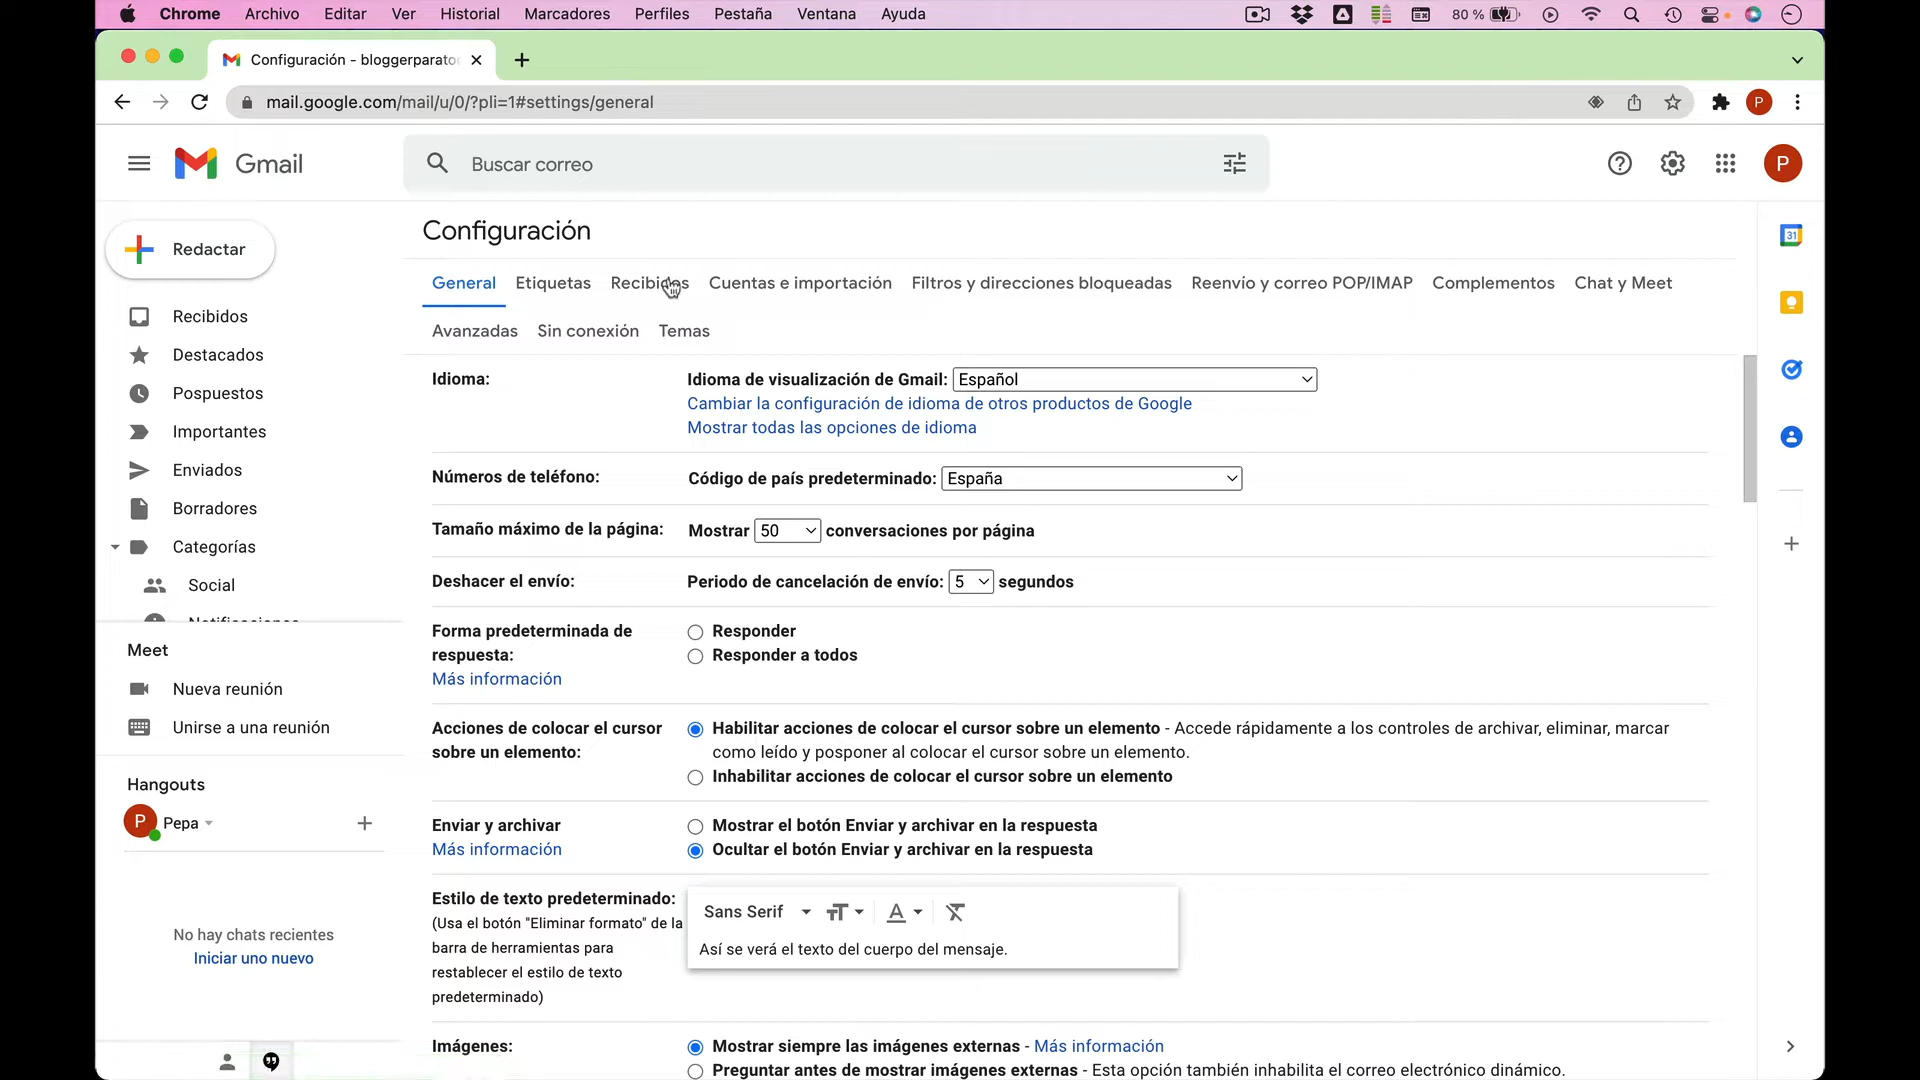 Chrome Archivo Editar Ver Historial Marcadores Perfiles Pestaña Ventana Ayuda 80 %
Configuración - bloggerparato
mail.google.com/mail/u/0/?pli=1#settings/general P
Gmail Buscar correo P
Configuración
Redactar
General Etiquetas Recibidos Cuentas e importación Filtros y direcciones bloqueadas Reenvío y correo POP/IMAP Complementos Chat y Meet
Avanzadas Sin conexión Temas
31
Recibidos
Destacados
Pospuestos
Importantes
Enviados
Borradores
Categorías
Social
Notificaciones
Meet
Nueva reunión
Unirse a una reunión
Hangouts
P Pepa
No hay chats recientes
Iniciar uno nuevo
Idioma: Idioma de visualización de Gmail: Español
Cambiar la configuración de idioma de otros productos de Google
Mostrar todas las opciones de idioma
Números de teléfono: Código de país predeterminado: España
Tamaño máximo de la página: Mostrar 50 conversaciones por página
Deshacer el envío: Periodo de cancelación de envío: 5 segundos
Forma predeterminada de
respuesta:
Más información
Responder
Responder a todos
Acciones de colocar el cursor
sobre un elemento:
Habilitar acciones de colocar el cursor sobre un elemento - Accede rápidamente a los controles de archivar, eliminar, marcar
como leído y posponer al colocar el cursor sobre un elemento.
Inhabilitar acciones de colocar el cursor sobre un elemento
Enviar y archivar
Más información
Mostrar el botón Enviar y archivar en la respuesta
Ocultar el botón Enviar y archivar en la respuesta
Estilo de texto predeterminado:
(Usa el botón "Eliminar formato" de la
barra de herramientas para
restablecer el estilo de texto
predeterminado)
Sans Serif
Así se verá el texto del cuerpo del mensaje.
Imágenes:
Mostrar siempre las imágenes externas - Más información
Preguntar antes de mostrar imágenes externas - Esta opción también inhabilita el correo electrónico dinámico.